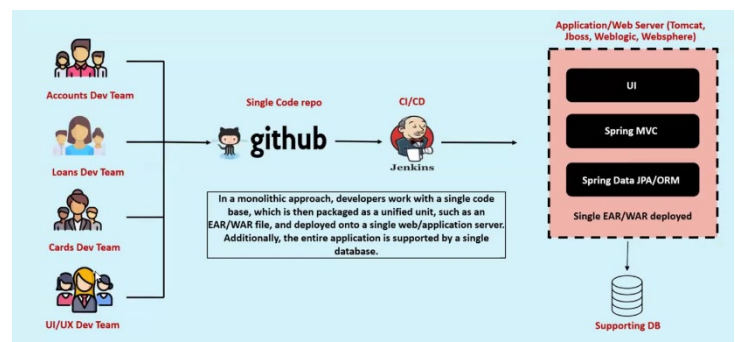 Application/Web Server (Tomcat,
Jboss, Weblogic, Websphere)
Accounts Dev Team
Loans Dev Team
Cards Dev Team
UI/UX Dev Team
Single Code repo
github
CI/CD
Jenkins
In a monolithic approach, developers work with a single code
base, which is then packaged as a unified unit, such as an
EAR/WAR file, and deployed onto a single web/application server.
Additionally, the entire application is supported by a single
database.
UI
Spring MVC
Spring Data JPA/ORM
Single EAR/WAR deployed
Supporting DB